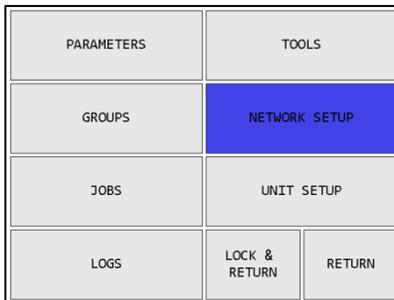 PARAMETERS
TOOLS
GROUPS
NETWORK SETUP
JOBS
UNIT SETUP
LOGS
LOCK &
RETURN
RETURN